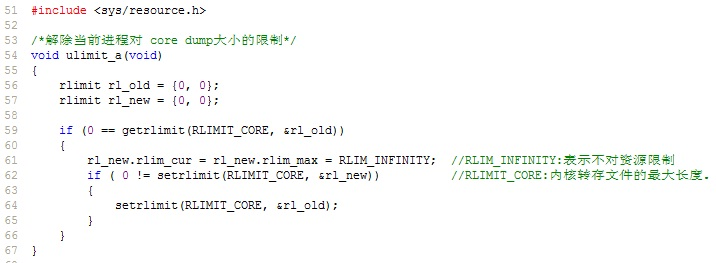 51 #include <sys/resource.h>
52
53 /*解除当前进程对 core dump大小的限制*/
54 void ulimit_a(void)
55 {
56     rlimit rl_old = {0, 0};
57     rlimit rl_new = {0, 0};
58
59     if (0 == getrlimit(RLIMIT_CORE, &rl_old))
60     {
61         rl_new.rlim_cur = rl_new.rlim_max = RLIM_INFINITY;  //RLIM_INFINITY:表示不对资源限制
62         if ( 0 != setrlimit(RLIMIT_CORE, &rl_new))          //RLIMIT_CORE:内核转存文件的最大长度.
63         {
64             setrlimit(RLIMIT_CORE, &rl_old);
65         }
66     }
67 }